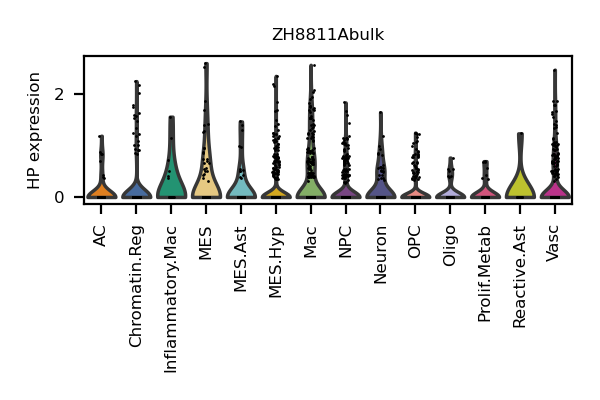 ZH8811Abulk
HP expression
2
0
AC
Chromatin.Reg
Inflammatory.Mac
MES
MES.Ast
MES.Hyp
Mac
NPC
Neuron
OPC
Oligo
Prolif.Metab
Reactive.Ast
Vasc